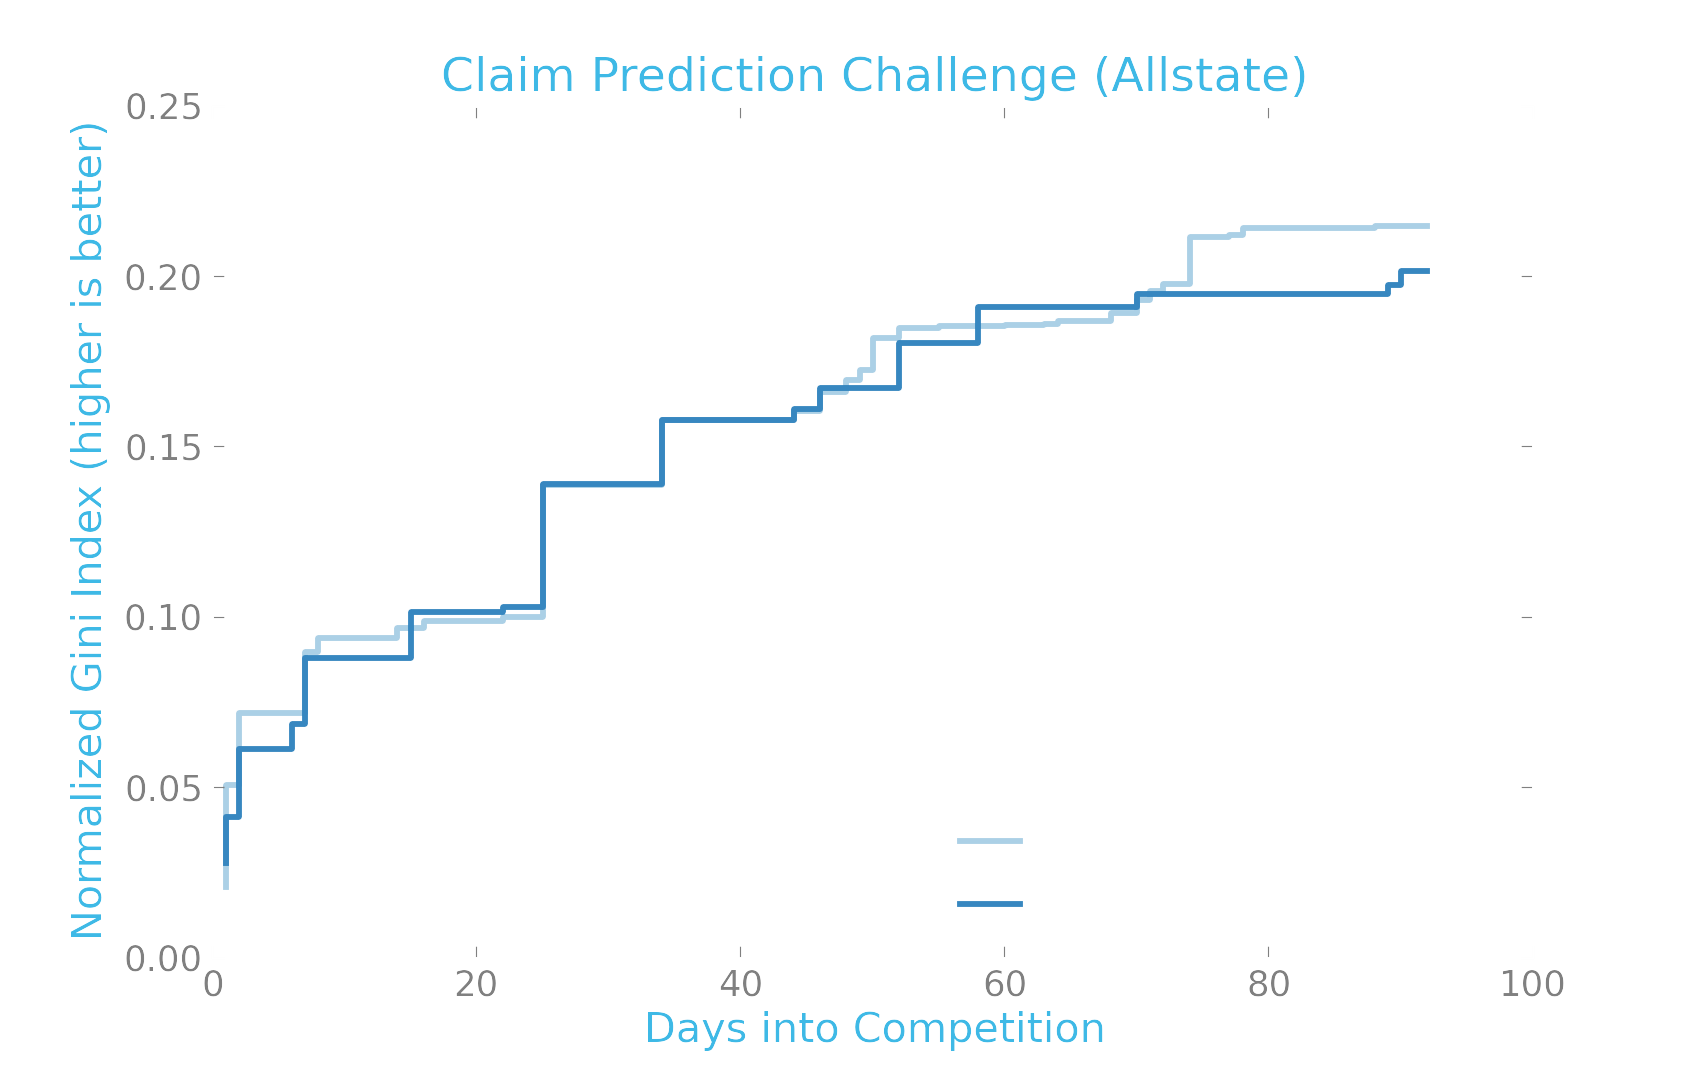 Claim Prediction Challenge (Allstate)
Normalized Gini Index (higher is better)
0.25
0.20
0.15
0.10
0.05
0.00
0 20 40 60 80 100
Days into Competition